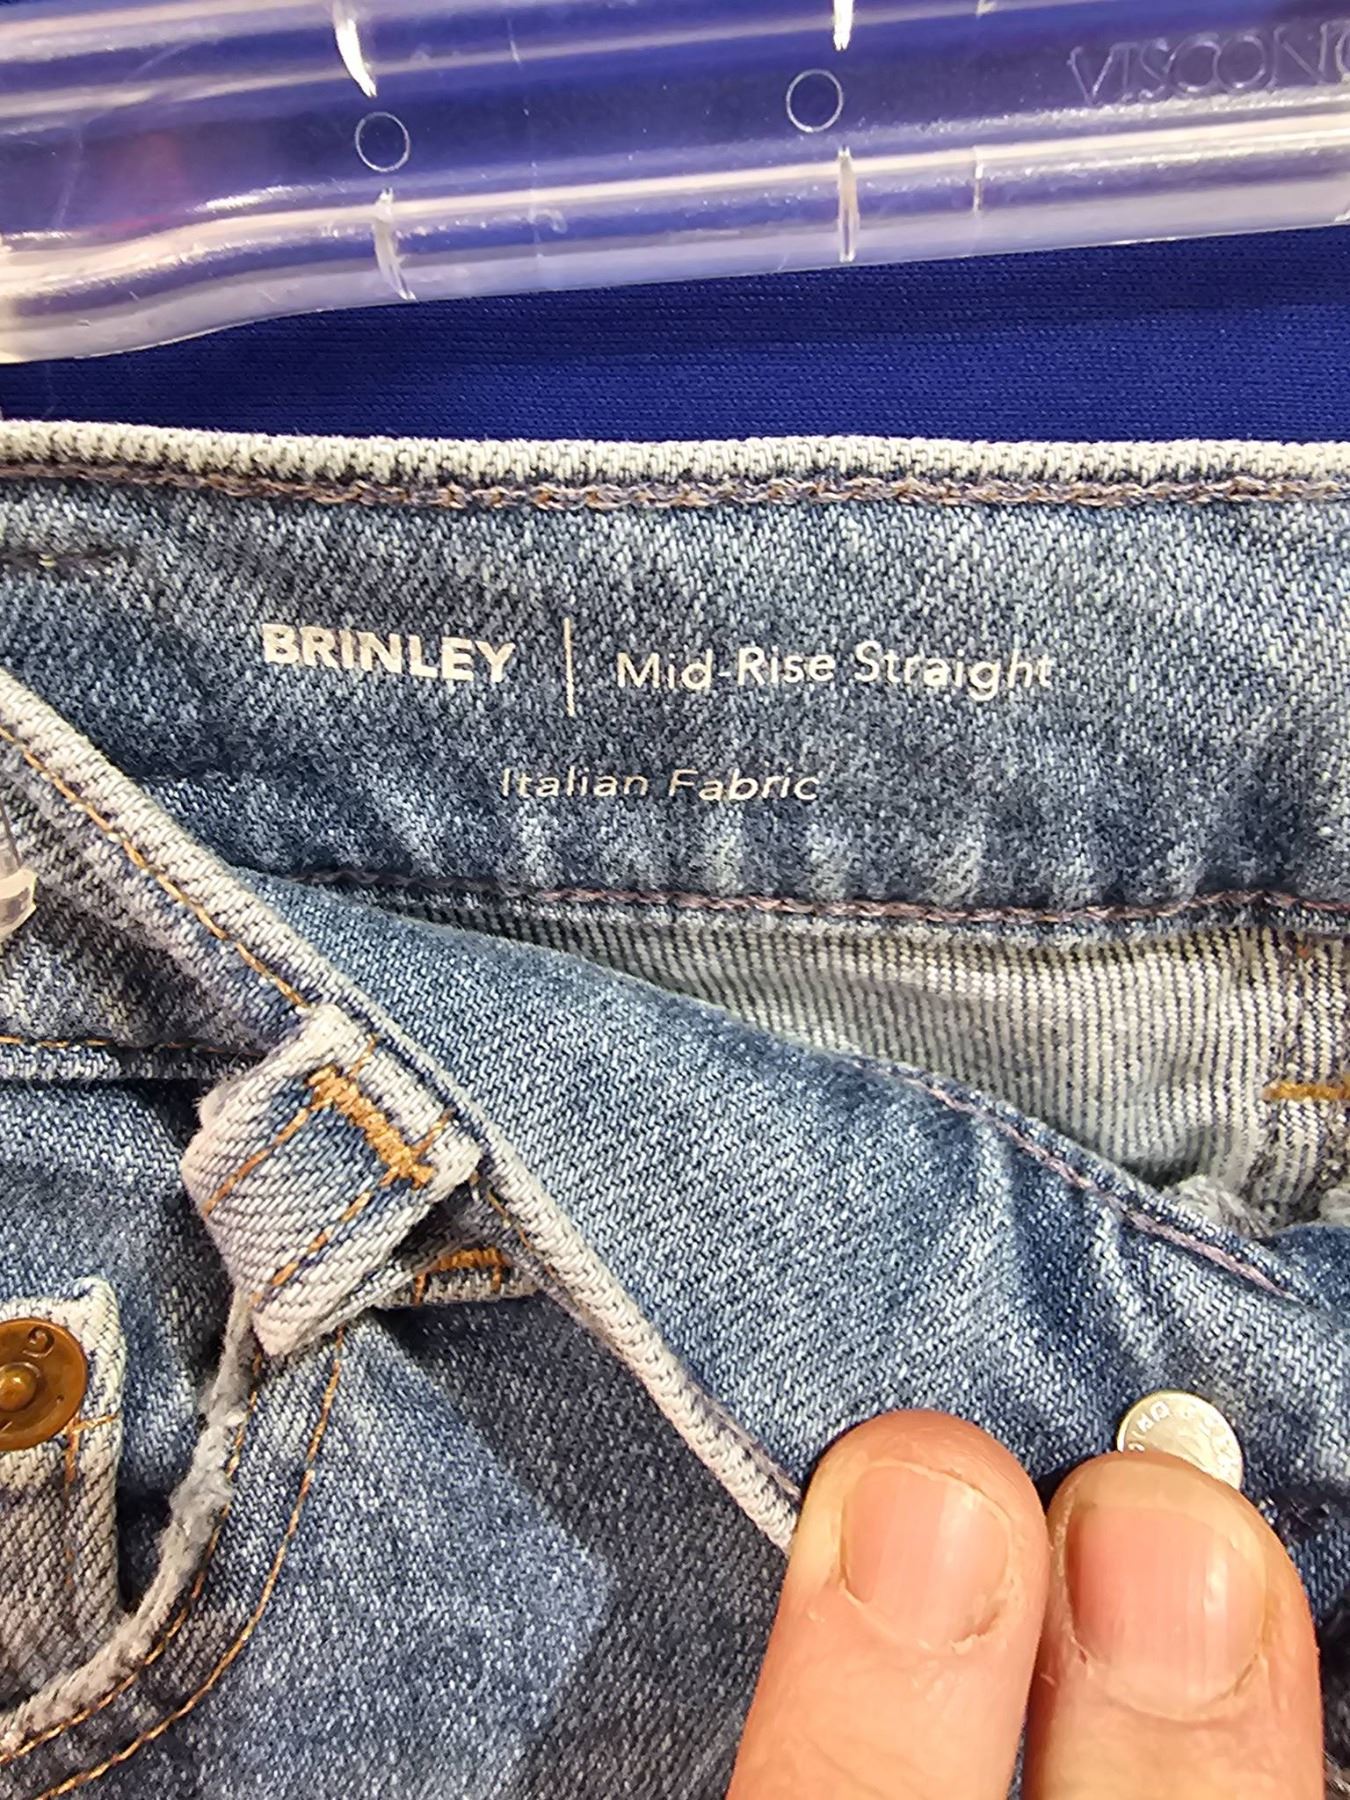 BRINLEY | Mid-Rise Straight
Italian Fabric